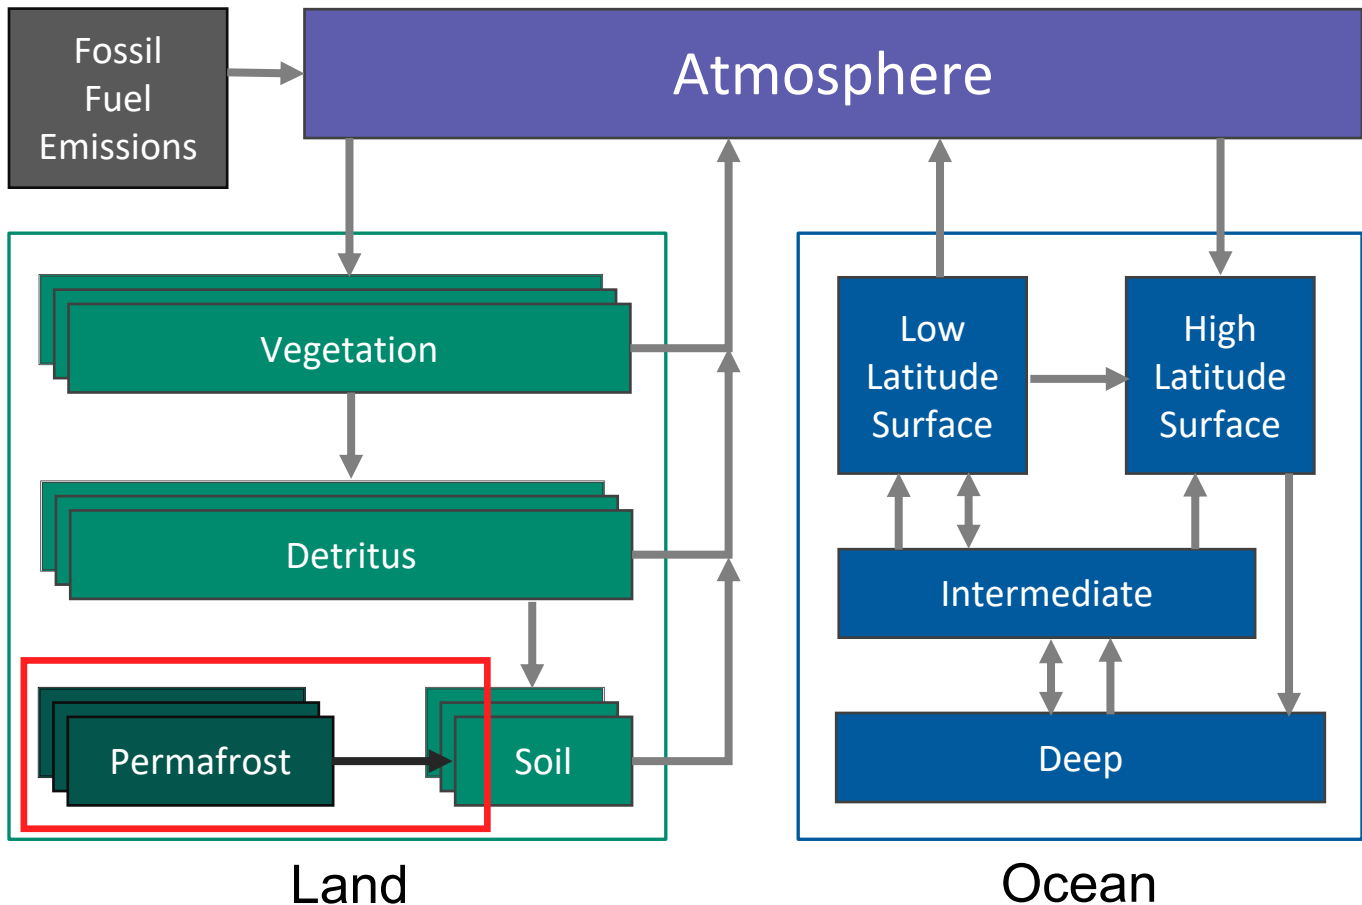 Fossil
Fuel
Emissions
Atmosphere
Vegetation
Detritus
Permafrost
Soil
Land
Low
Latitude
Surface
High
Latitude
Surface
Intermediate
Deep
Ocean